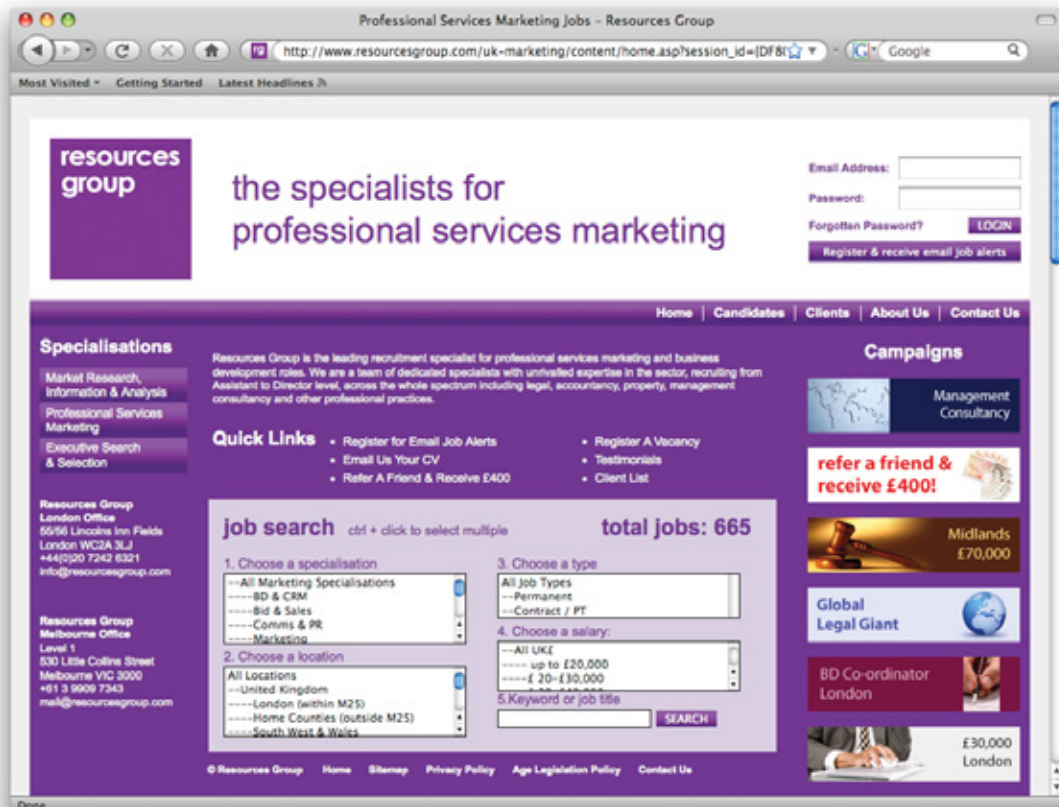 Professional Services Marketing Jobs – Resources Group
http://www.resourcesgroup.com/uk-marketing/content/home.asp?session_id={DF8
Google
Most Visited
Getting Started
Latest Headlines
resources
group
the specialists for
professional services marketing
Email Address:
Password:
Forgotten Password?
LOGIN
Register & receive email job alerts
Home | Candidates | Clients | About Us | Contact Us
Specialisations
Market Research,
Information & Analysis
Professional Services
Marketing
Executive Search
& Selection
Resources Group
London Office
55/56 Lincolns Inn Fields
London WC2A 3LJ
+44(0)20 7242 6321
info@resourcesgroup.com
Resources Group
Melbourne Office
Level 1
530 Little Collins Street
Melbourne VIC 3000
+61 3 9909 7343
mail@resourcesgroup.com
Resources Group is the leading recruitment specialist for professional services marketing and business
development roles. We are a team of dedicated specialists with unrivalled expertise in the sector, recruiting from
Assistant to Director level, across the whole spectrum including legal, accountancy, property, management
consultancy and other professional practices.
Quick Links
• Register for Email Job Alerts
• Email Us Your CV
• Refer A Friend & Receive £400
• Register A Vacancy
• Testimonials
• Client List
job search ctrl + click to select multiple
total jobs: 665
1. Choose a specialisation
--All Marketing Specialisations
----BD & CRM
----Bid & Sales
----Comms & PR
----Marketing
2. Choose a location
All Locations
--United Kingdom
----London (within M25)
----Home Counties (outside M25)
----South West & Wales
3. Choose a type
All Job Types
--Permanent
--Contract / PT
4. Choose a salary:
--All UK£
---- up to £20,000
----£ 20-£30,000
5.Keyword or job title
SEARCH
Campaigns
Management
Consultancy
refer a friend &
receive £400!
Midlands
£70,000
Global
Legal Giant
BD Co-ordinator
London
£30,000
London
© Resources Group Home Sitemap Privacy Policy Age Legislation Policy Contact Us
Done